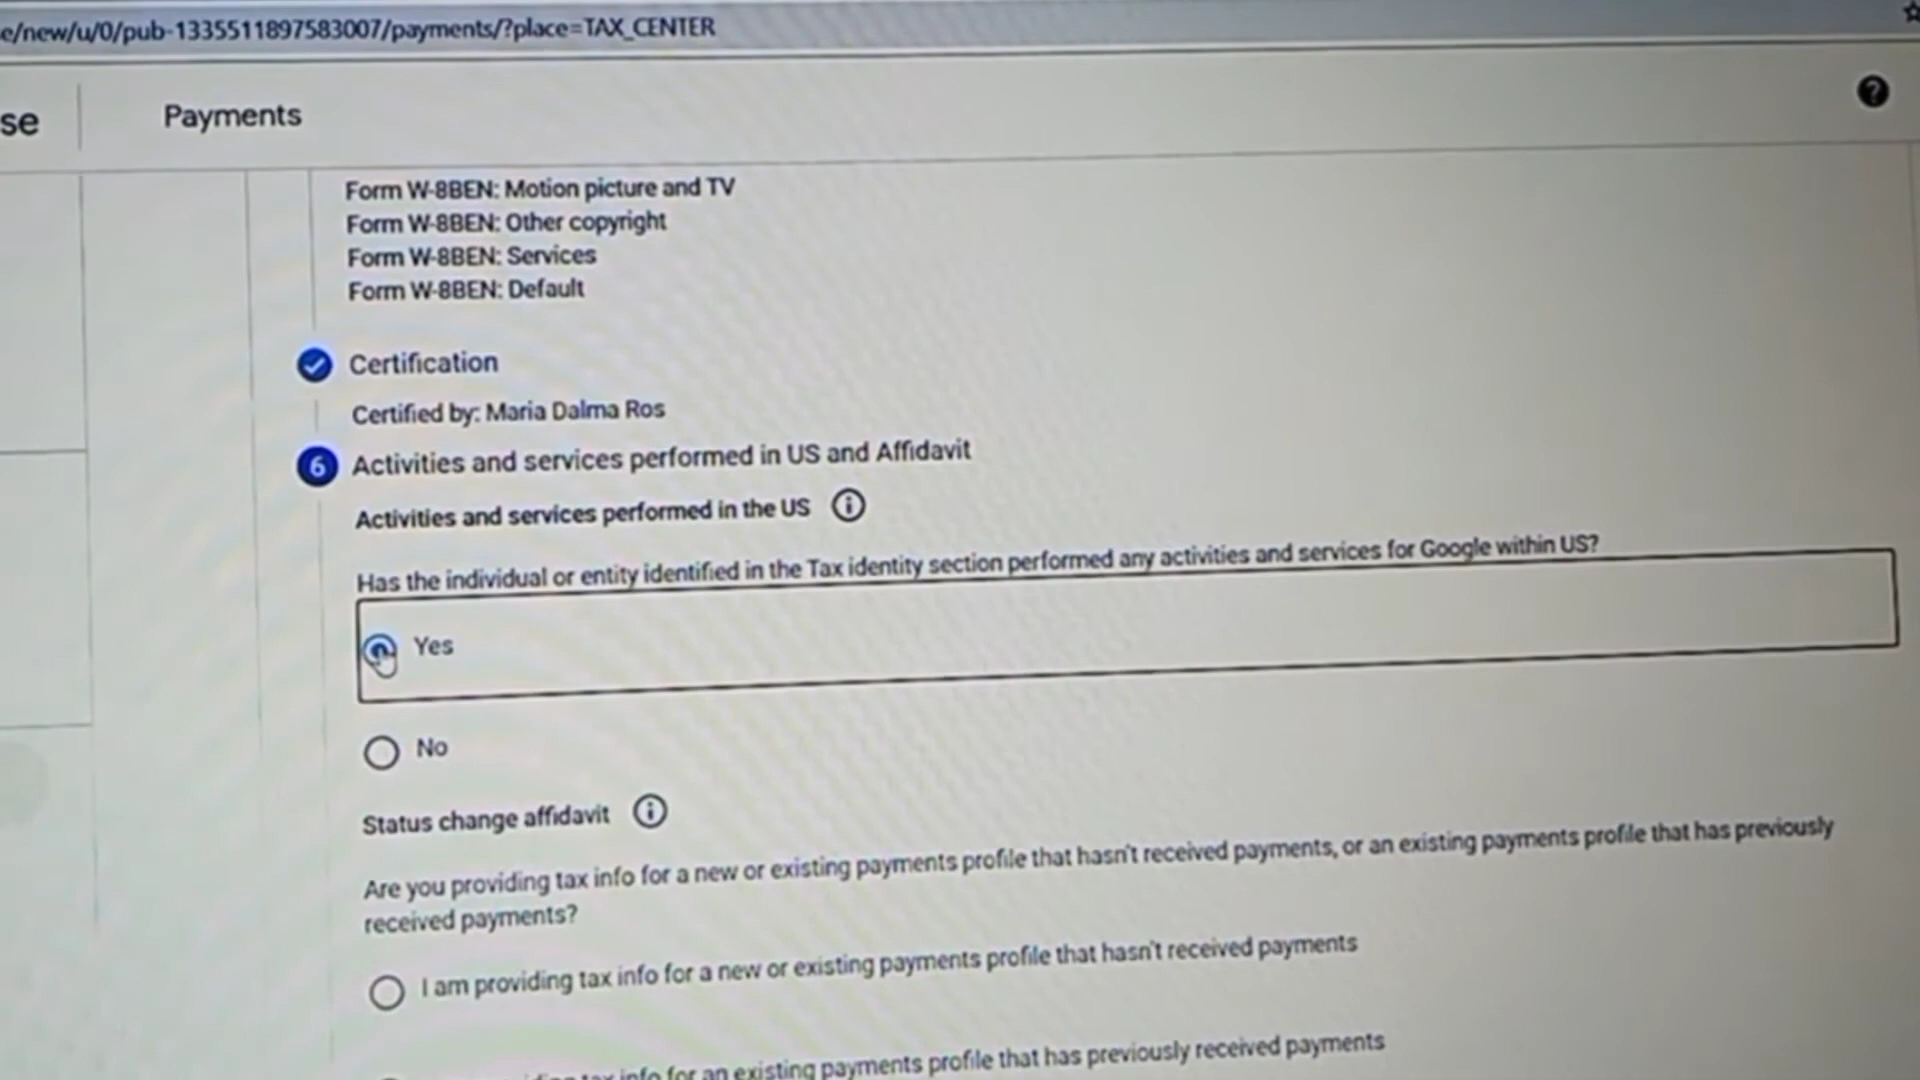 e/new/u/0/pub-1335511897583007/payments/?place=TAX_CENTER
se
Payments
Form W-8BEN: Motion picture and TV
Form W-8BEN: Other copyright
Form W-8BEN: Services
Form W-8BEN: Default
Certification
Certified by: Maria Dalma Ros
6 Activities and services performed in US and Affidavit
Activities and services performed in the US
Has the individual or entity identified in the Tax identity section performed any activities and services for Google within US?
Yes
No
Status change affidavit
Are you providing tax info for a new or existing payments profile that hasn't received payments, or an existing payments profile that has previously
received payments?
I am providing tax info for a new or existing payments profile that hasn't received payments
tax info for an existing payments profile that has previously received payments